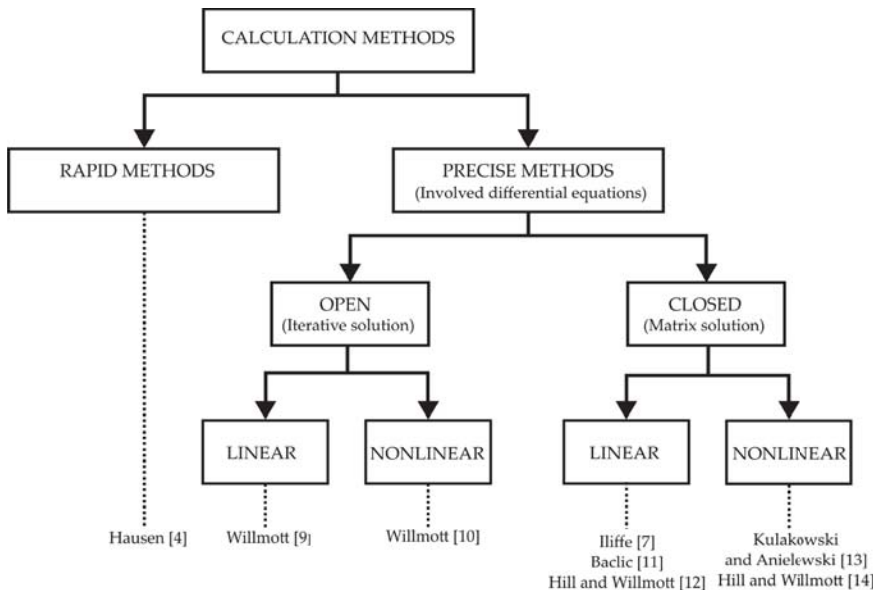 CALCULATION METHODS
RAPID METHODS
PRECISE METHODS
(Involved differential equations)
OPEN
(Iterative solution)
CLOSED
(Matrix solution)
LINEAR
NONLINEAR
LINEAR
NONLINEAR
Hausen [4]
Willmott [9]
Willmott [10]
Iliffe [7]
Baclic [11]
Hill and Willmott [12]
Kulakowski
and Anielewski [13]
Hill and Willmott [14]